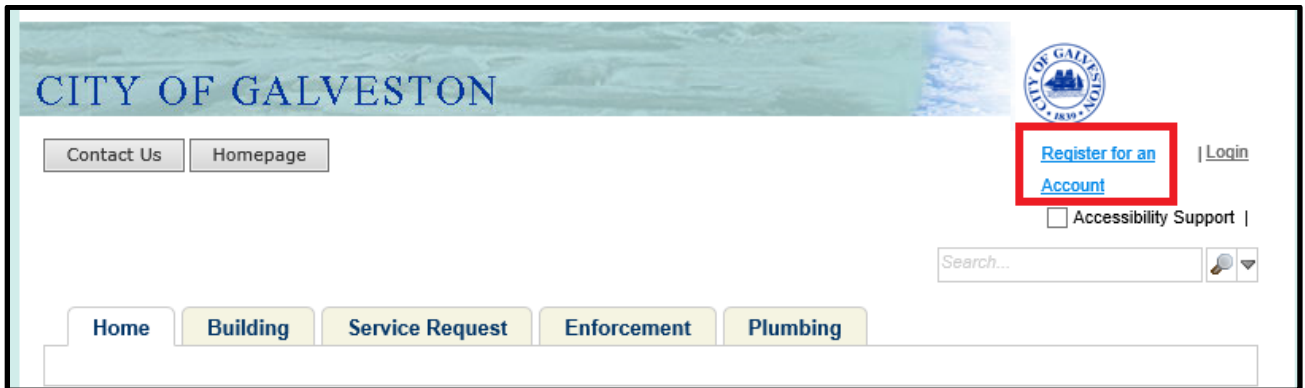 CITY OF GALVESTON
CITY OF GALVESTON
• 1839 •
Contact Us
Homepage
Register for an
Account
| Login
Accessibility Support |
Search...
Home
Building
Service Request
Enforcement
Plumbing